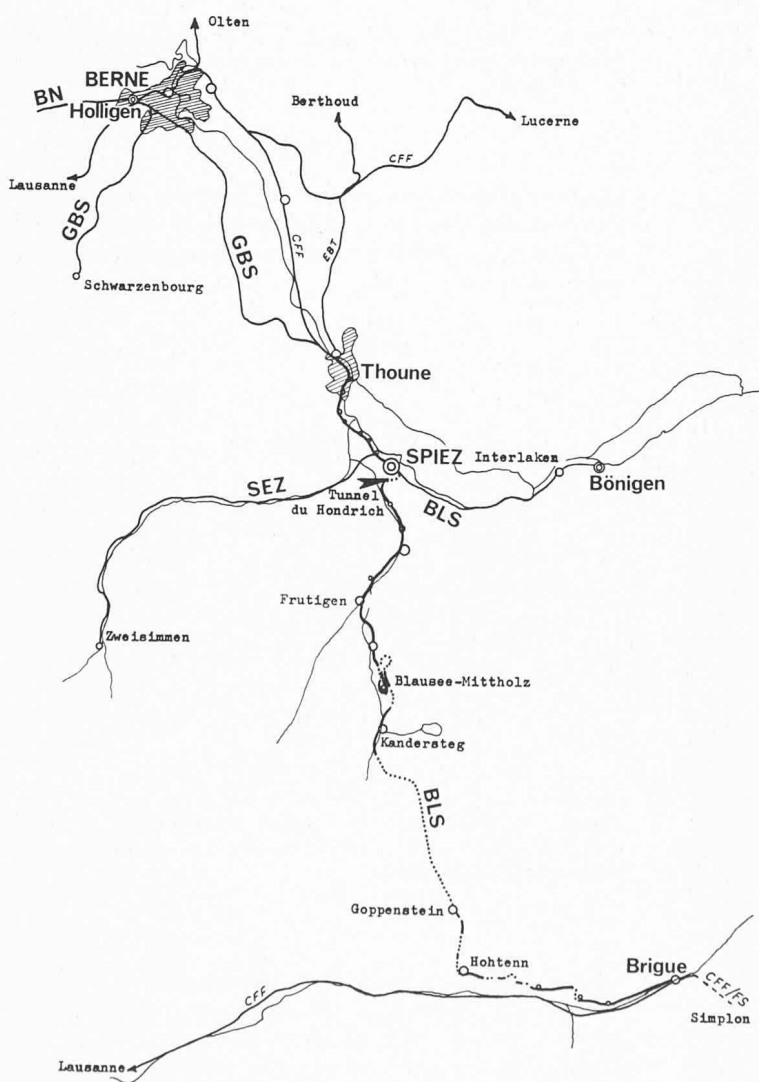 Olten
BERNE
BN
Holligen
Berthoud
Lucerne
CFF
Lausanne
GBS
GBS
CFF
EBT
Schwarzenbourg
Thoune
SPIEZ
Interlaken
Bönigen
SEZ
Tunnel
du Hondrich
BLS
Frutigen
Zweisimmen
Blausee-Mittholz
Kandersteg
BLS
Goppenstein
Hohtenn
Brigue
CFF/FS
Simplon
CFF
Lausanne